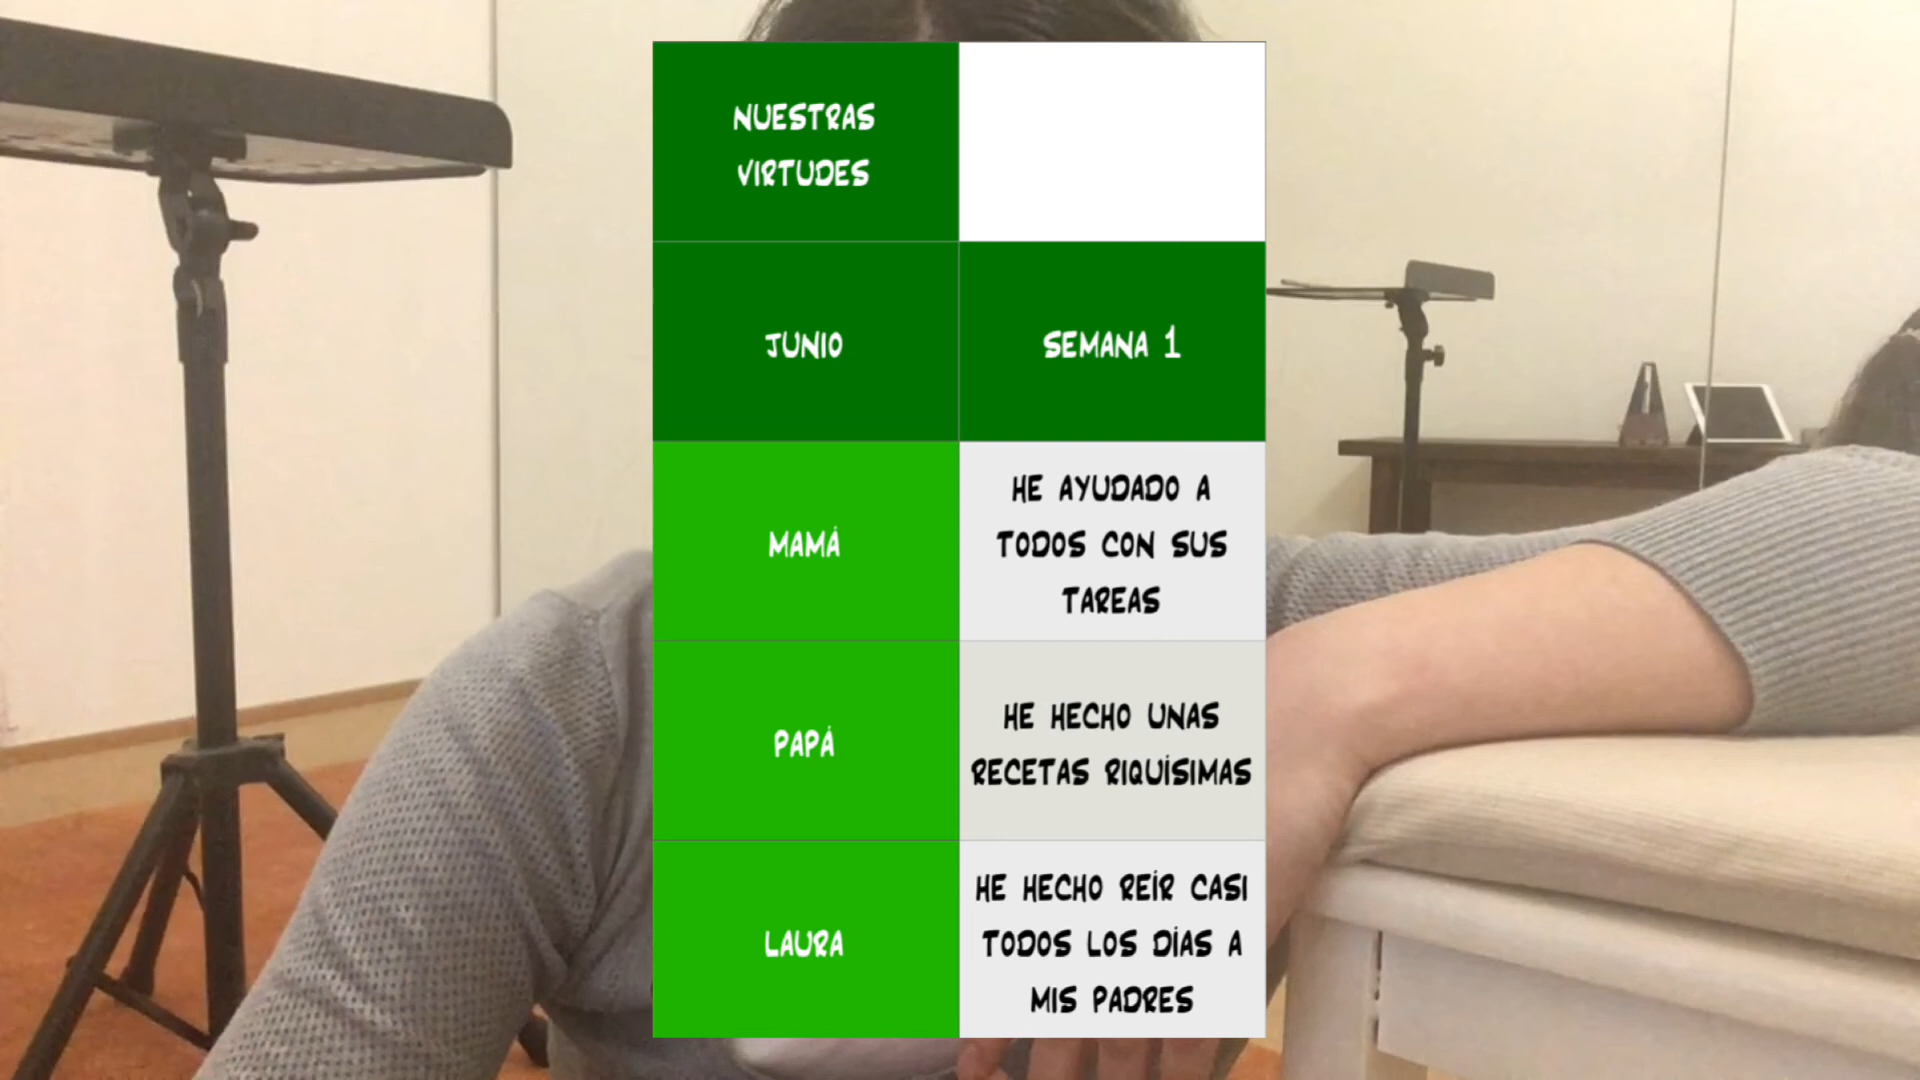 NUESTRAS
VIRTUDES
JUNIO
SEMANA 1
MAMÁ
HE AYUDADO A
TODOS CON SUS
TAREAS
PAPÁ
HE HECHO UNAS
RECETAS RIQUÍSIMAS
LAURA
HE HECHO REÍR CASI
TODOS LOS DÍAS A
MIS PADRES